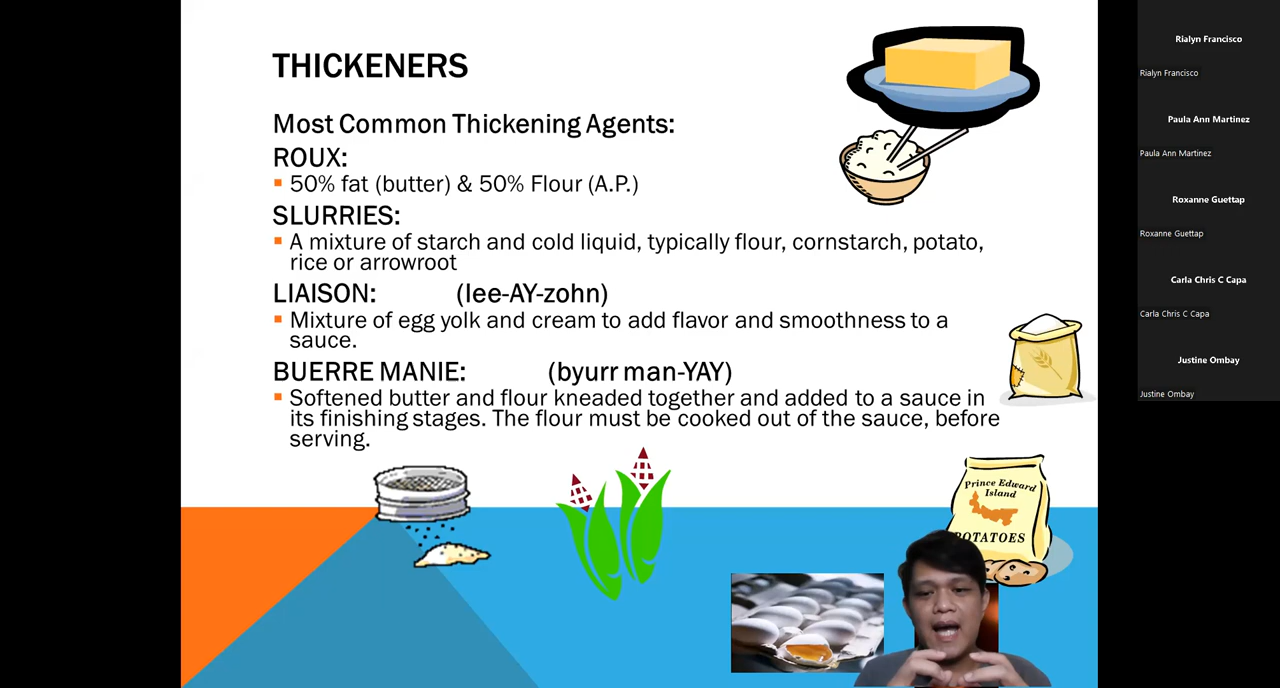 THICKENERS
Most Common Thickening Agents:
ROUX:
▪ 50% fat (butter) & 50% Flour (A.P.)
SLURRIES:
▪ A mixture of starch and cold liquid, typically flour, cornstarch, potato,
rice or arrowroot
LIAISON: (lee-AY-zohn)
▪ Mixture of egg yolk and cream to add flavor and smoothness to a
sauce.
BUERRE MANIE: (byurr man-YAY)
▪ Softened butter and flour kneaded together and added to a sauce in
its finishing stages. The flour must be cooked out of the sauce, before
serving.
Prince Edward
Island
POTATOES
Rialyn Francisco
Rialyn Francisco
Paula Ann Martinez
Paula Ann Martinez
Roxanne Guettap
Roxanne Guettap
Carla Chris C Capa
Carla Chris C Capa
Justine Ombay
Justine Ombay